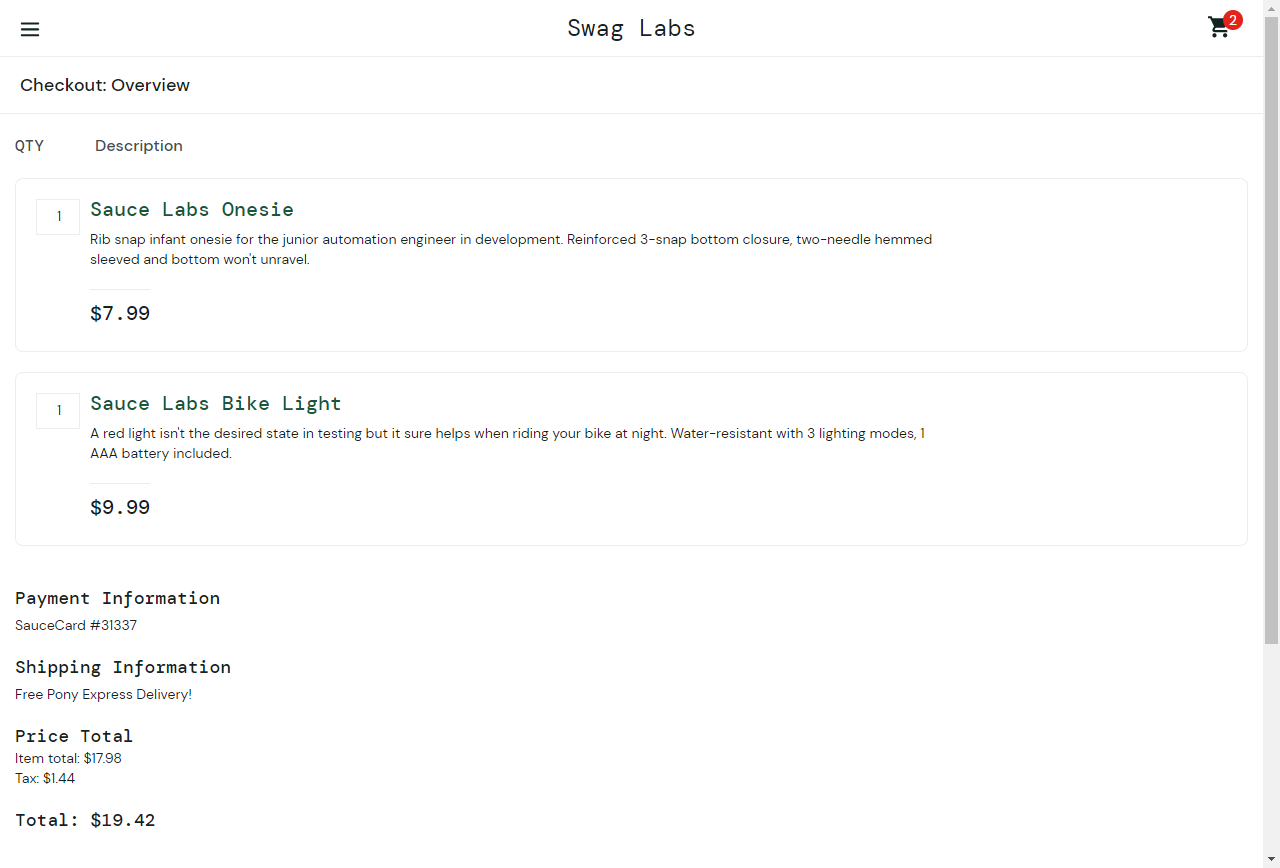 Swag Labs
2
Checkout: Overview
QTY Description
1
Sauce Labs Onesie
Rib snap infant onesie for the junior automation engineer in development. Reinforced 3-snap bottom closure, two-needle hemmed
sleeved and bottom won't unravel.
$7.99
1
Sauce Labs Bike Light
A red light isn't the desired state in testing but it sure helps when riding your bike at night. Water-resistant with 3 lighting modes, 1
AAA battery included.
$9.99
Payment Information
SauceCard #31337
Shipping Information
Free Pony Express Delivery!
Price Total
Item total: $17.98
Tax: $1.44
Total: $19.42